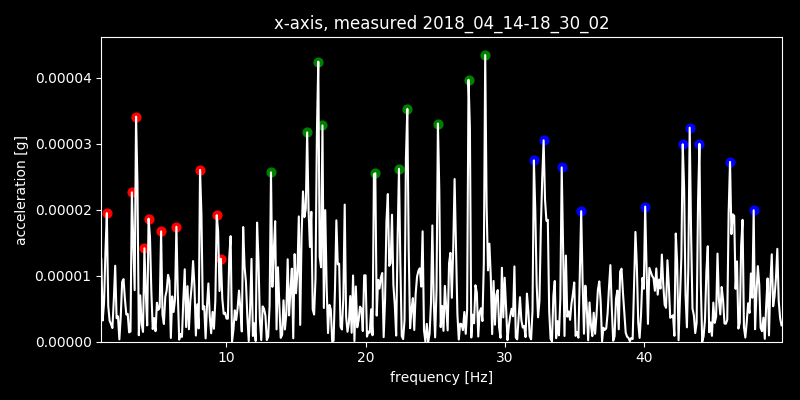 x-axis, measured 2018_04_14-18_30_02
acceleration [g]
0.00004
0.00003
0.00002
0.00001
0.00000
10 20 30 40
frequency [Hz]